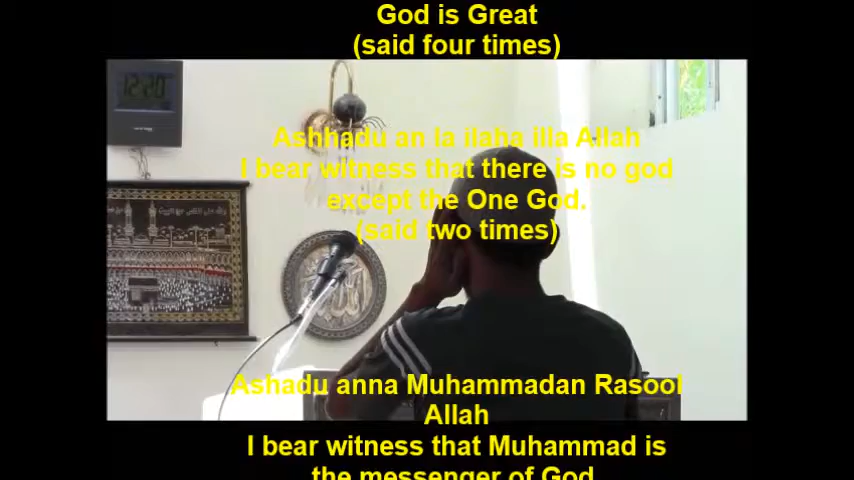 God is Great
(said four times)
12:20
Ashhadu an la ilaha illa Allah
I bear witness that there is no god
except the One God.
(said two times)
Ashadu anna Muhammadan Rasool
Allah
I bear witness that Muhammad is
the messenger of God